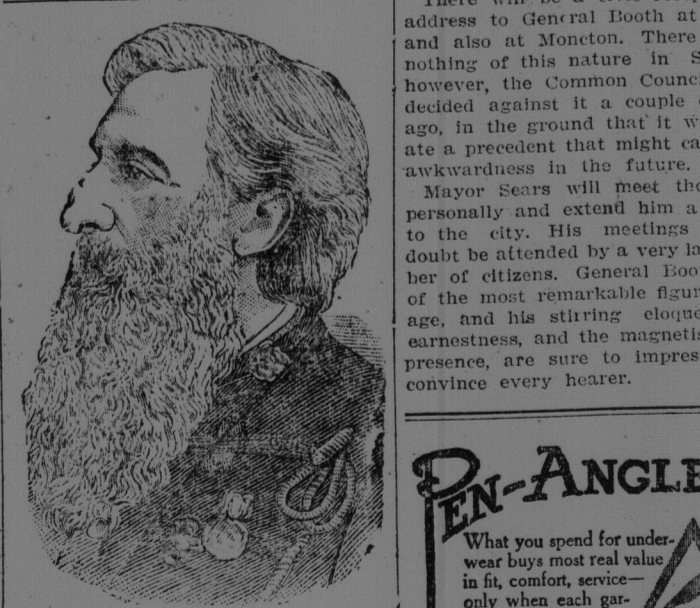 address to General Booth at
and also at Moncton. There
nothing of this nature in S
however, the Common Counc
decided against it a couple
ago, in the ground that it w
ate a precedent that might ca
awkwardness in the future.
Mayor Sears will meet the
personally and extend him a
to the city. His meetings
doubt be attended by a very la
ber of citizens. General Boo
of the most remarkable figur
age, and his stirring eloque
earnestness, and the magnetis
presence, are sure to impres
convince every hearer.
PEN-ANGLE
What you spend for under-
wear buys most real value
in fit, comfort, service—
only when each gar-